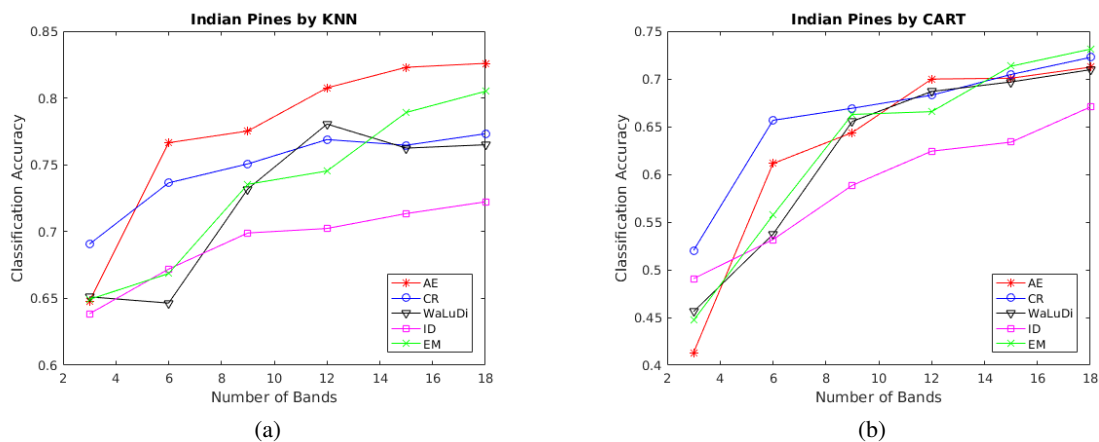 Indian Pines by KNN
0.85
0.8
0.75
0.7
0.65
0.6
Classification Accuracy
2 4 6 8 10 12 14 16 18
Number of Bands
AE
CR
WaLuDi
ID
EM
(a)
Indian Pines by CART
0.75
0.7
0.65
0.6
0.55
0.5
0.45
0.4
Classification Accuracy
2 4 6 8 10 12 14 16 18
Number of Bands
AE
CR
WaLuDi
ID
EM
(b)